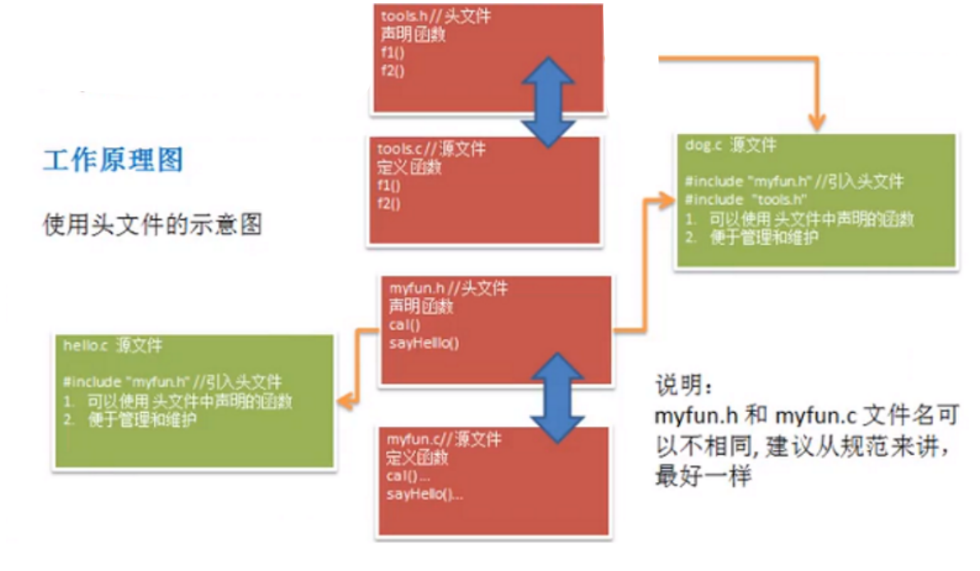 tools.h//头文件
声明函数
f1()
f2()
工作原理图
使用头文件的示意图
tools.c//源文件
定义函数
f1()
f2()
dog.c 源文件
#include "myfun.h" //引入头文件
#include "tools.h"
1. 可以使用 头文件中声明的函数
2. 便于管理和维护
myfun.h //头文件
声明函数
cal()
sayHelllo()
hello.c 源文件
#include "myfun.h" //引入头文件
1. 可以使用 头文件中声明的函数
2. 便于管理和维护
myfun.c//源文件
定义函数
cal()...
sayHello()...
说明：
myfun.h 和 myfun.c 文件名可
以不相同, 建议从规范来讲，
最好一样